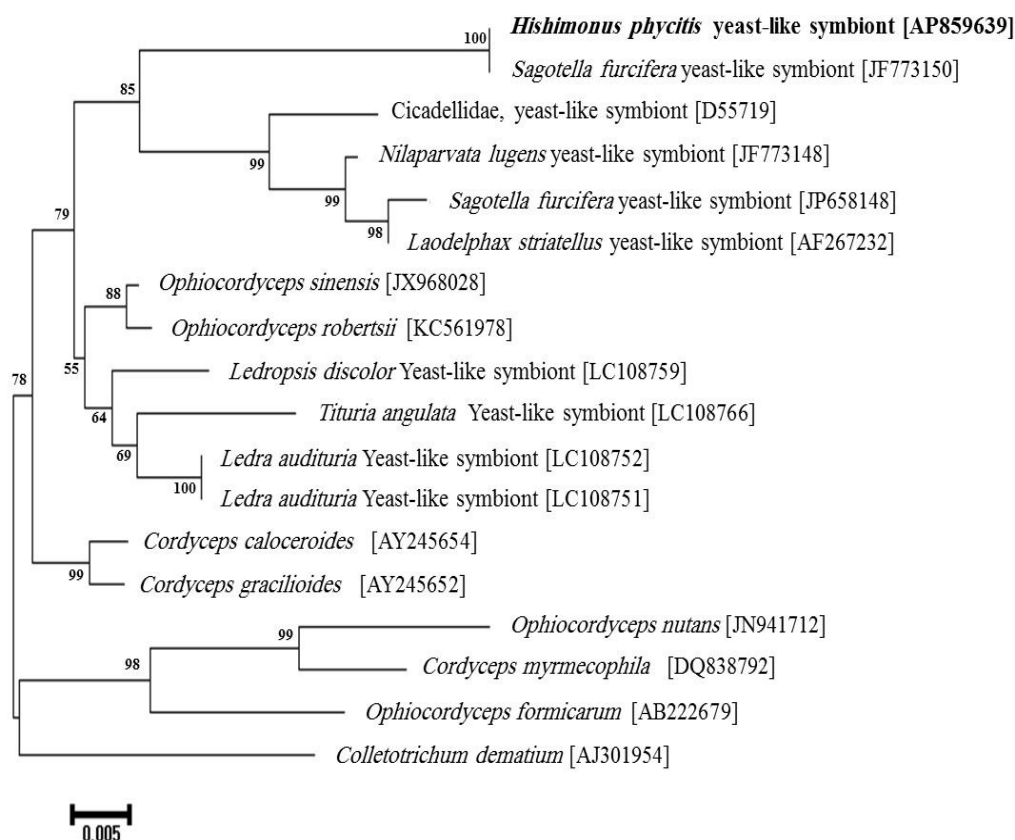 100
Hishimonus phycitis yeast-like symbiont [AP859639]
Sagotella furcifera yeast-like symbiont [JF773150]
85
Cicadellidae, yeast-like symbiont [D55719]
99
Nilaparvata lugens yeast-like symbiont [JF773148]
99
Sagotella furcifera yeast-like symbiont [JP658148]
98
Laodelphax striatellus yeast-like symbiont [AF267232]
79
Ophiocordyceps sinensis [JX968028]
88
Ophiocordyceps robertsii [KC561978]
55
Ledropsis discolor Yeast-like symbiont [LC108759]
64
Tituria angulata Yeast-like symbiont [LC108766]
69
Ledra audituria Yeast-like symbiont [LC108752]
100
Ledra audituria Yeast-like symbiont [LC108751]
78
Cordyceps caloceroides [AY245654]
99
Cordyceps gracilioides [AY245652]
Ophiocordyceps nutans [JN941712]
99
Cordyceps myrmecophila [DQ838792]
98
Ophiocordyceps formicarum [AB222679]
Colletotrichum dematium [AJ301954]
0.005